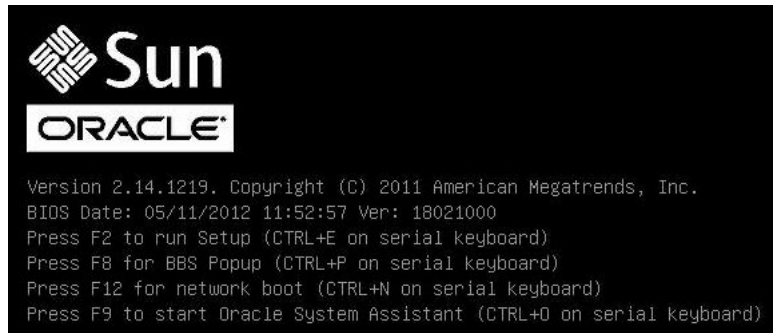 Sun
ORACLE
Version 2.14.1219. Copyright (C) 2011 American Megatrends, Inc.
BIOS Date: 05/11/2012 11:52:57 Ver: 18021000
Press F2 to run Setup (CTRL+E on serial keyboard)
Press F8 for BBS Popup (CTRL+P on serial keyboard)
Press F12 for network boot (CTRL+N on serial keyboard)
Press F9 to start Oracle System Assistant (CTRL+O on serial keyboard)